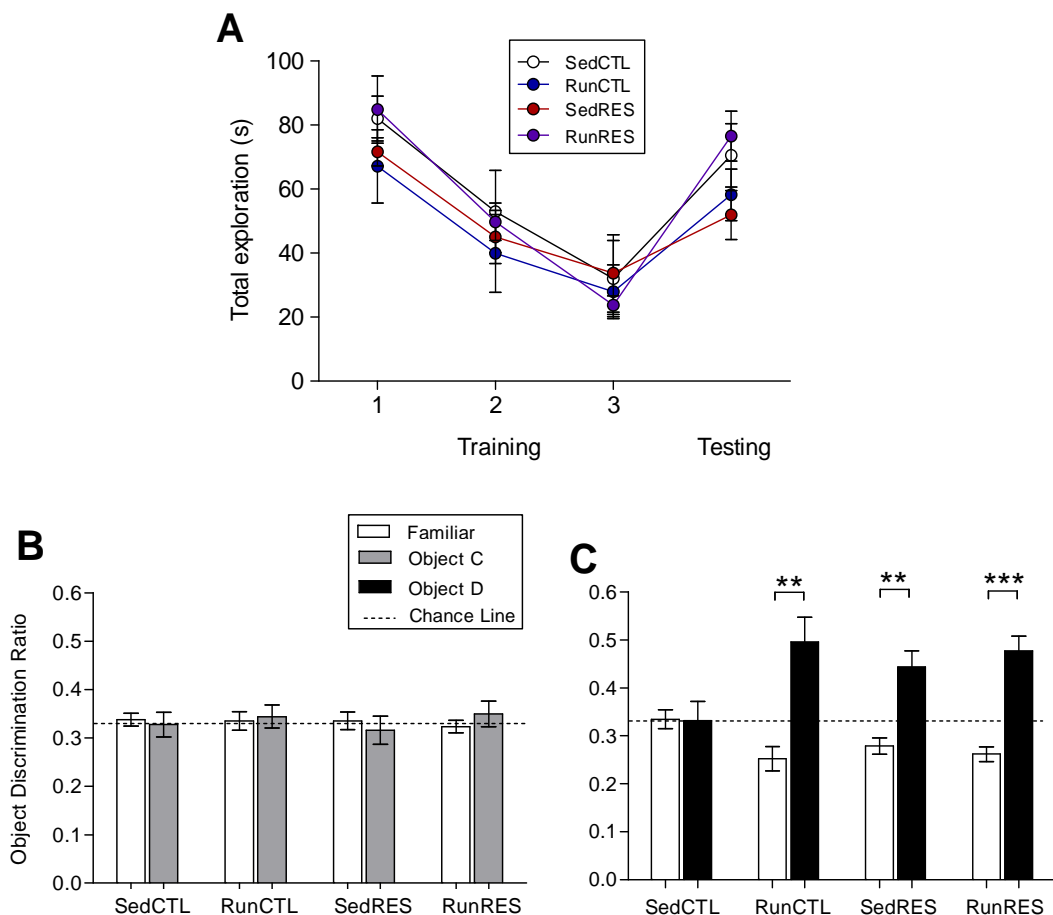 A
SedCTL
RunCTL
SedRES
RunRES
Total exploration (s)
100
80
60
40
20
0
1 2 3
Training Testing
B
Familiar
Object C
Object D
Chance Line
Object Discrimination Ratio
0.6
0.5
0.4
0.3
0.2
0.1
0.0
SedCTL RunCTL SedRES RunRES
C
** ** ***
0.6
0.5
0.4
0.3
0.2
0.1
0.0
SedCTL RunCTL SedRES RunRES